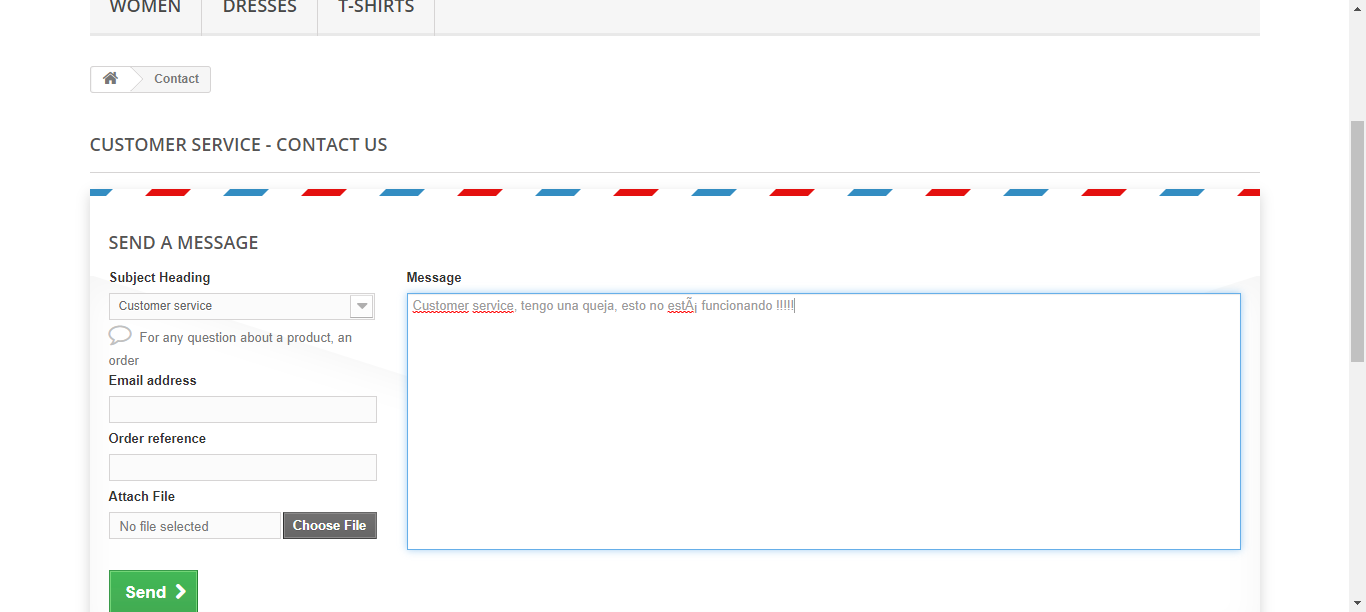 WOMEN
DRESSES
T-SHIRTS
Contact
CUSTOMER SERVICE - CONTACT US
SEND A MESSAGE
Subject Heading
Customer service
For any question about a product, an
order
Email address
Order reference
Attach File
No file selected
Choose File
Send
Message
Customer service, tengo una queja, esto no estÃ¡ funcionando !!!!!